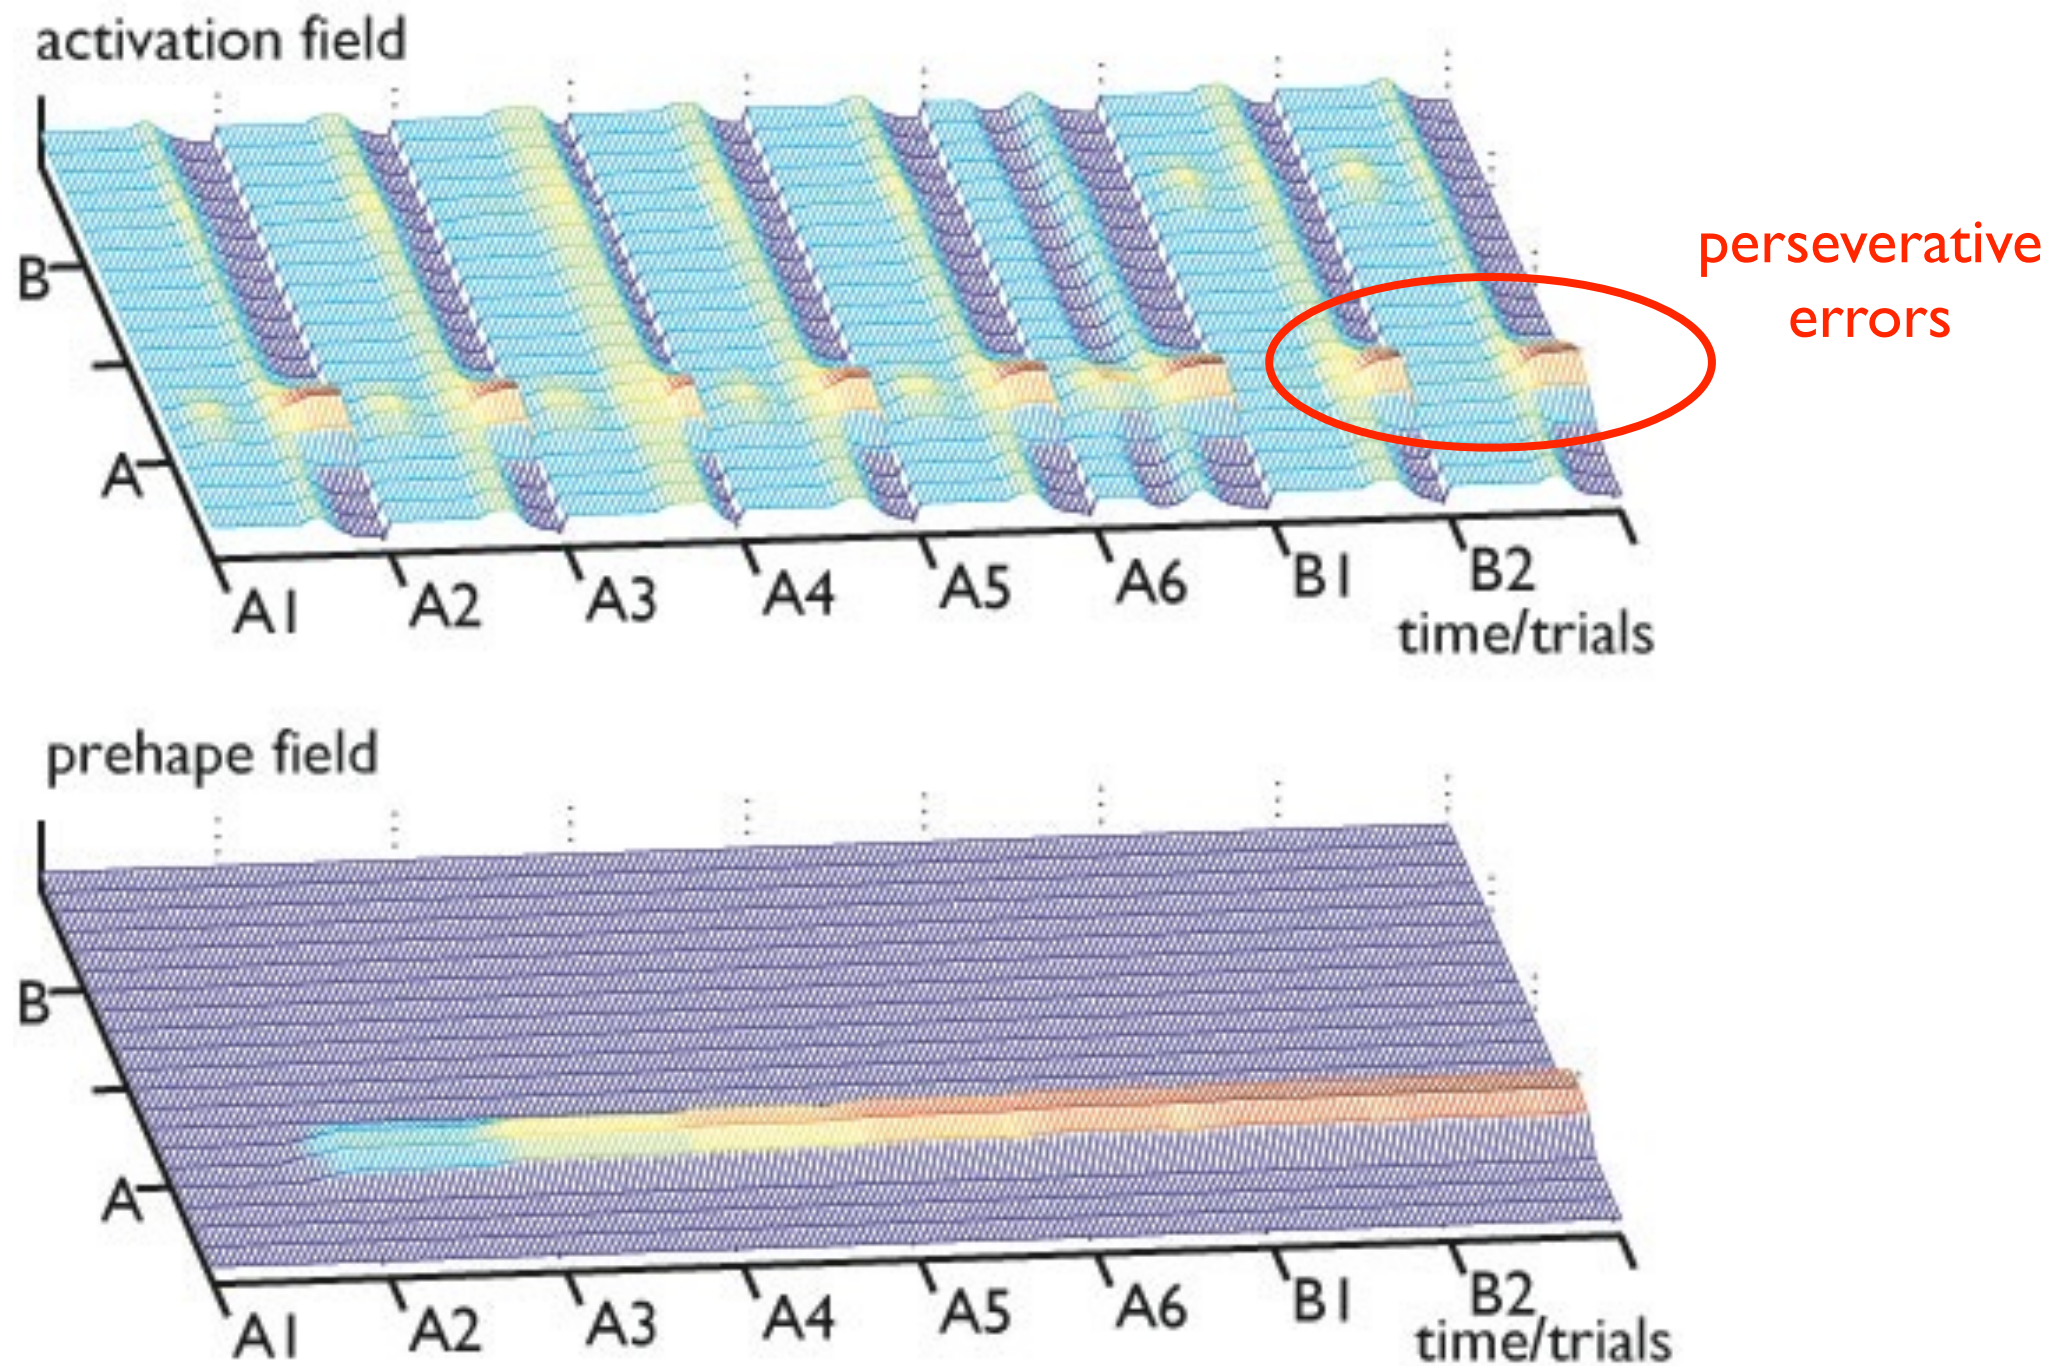 activation field
B
A
A1 A2 A3 A4 A5 A6 B1 B2
time/trials
perseverative
errors
prehape field
B
A
A1 A2 A3 A4 A5 A6 B1 B2
time/trials